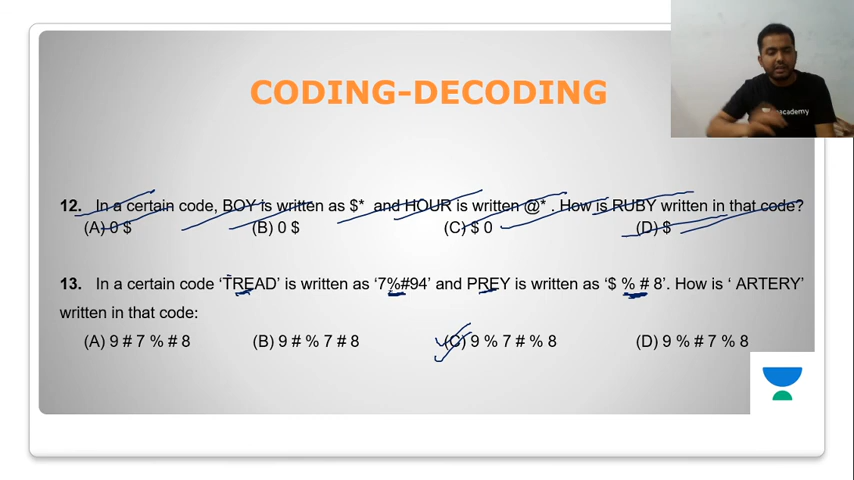 CODING-DECODING
academy
12. In a certain code, BOY is written as $* and HOUR is written @* . How is RUBY written in that code?
(A) 0 $ (B) 0 $ (C) $ 0 (D) $
13. In a certain code ‘TREAD’ is written as ‘7%#94’ and PREY is written as ‘$ % # 8’. How is ‘ ARTERY’
written in that code:
(A) 9 # 7 % # 8 (B) 9 # % 7 # 8 (C) 9 % 7 # % 8 (D) 9 % # 7 % 8